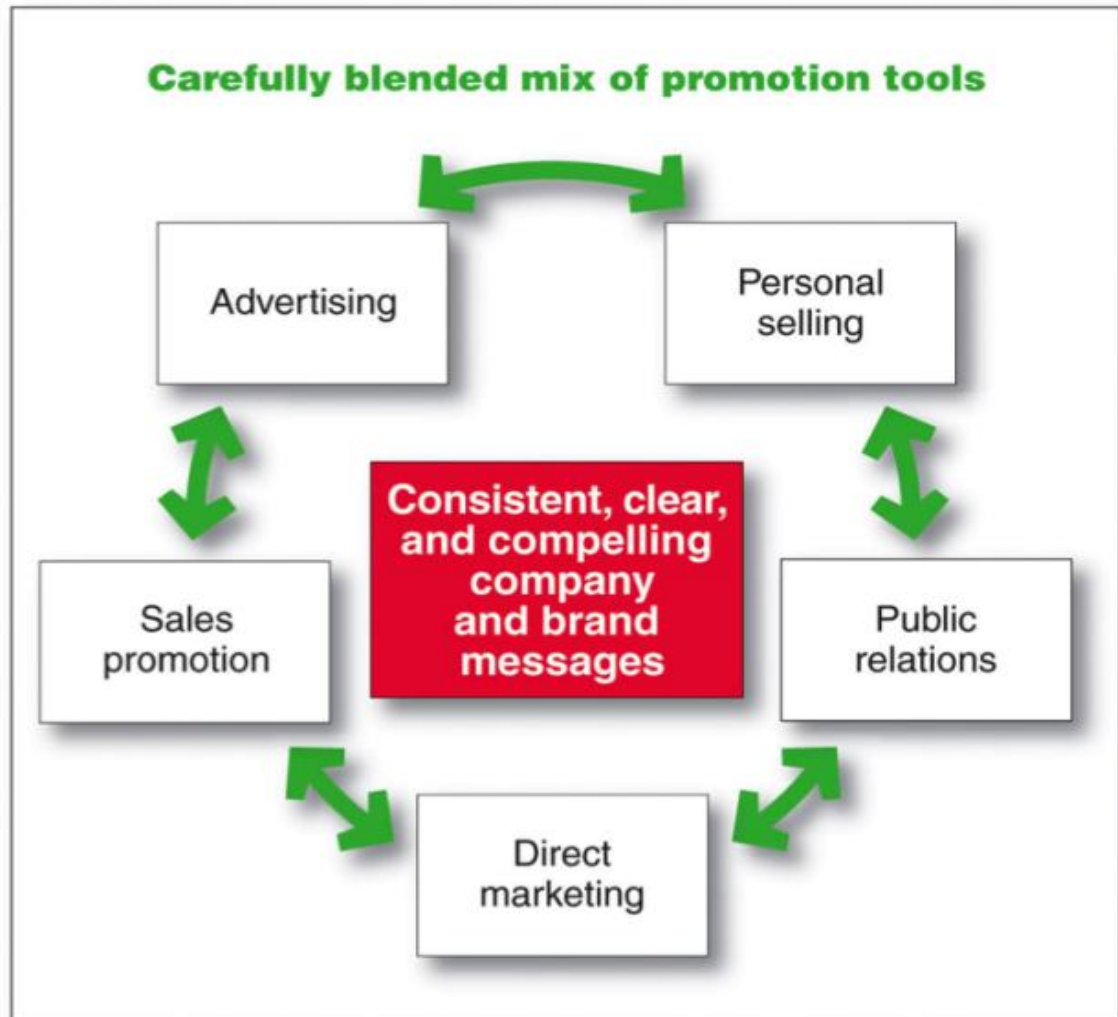 Carefully blended mix of promotion tools
Advertising
Personal
selling
Consistent, clear,
and compelling
company
and brand
messages
Sales
promotion
Public
relations
Direct
marketing